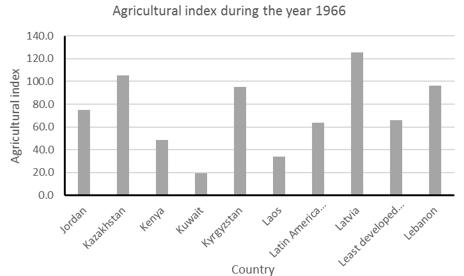 Agricultural index during the year 1966
140.0
120.0
100.0
80.0
60.0
40.0
20.0
0.0
Agricultural index
Jordan
Kazakhstan
Kenya
Kuwait
Kyrgyzstan
Laos
Latin America...
Latvia
Least developed...
Lebanon
Country